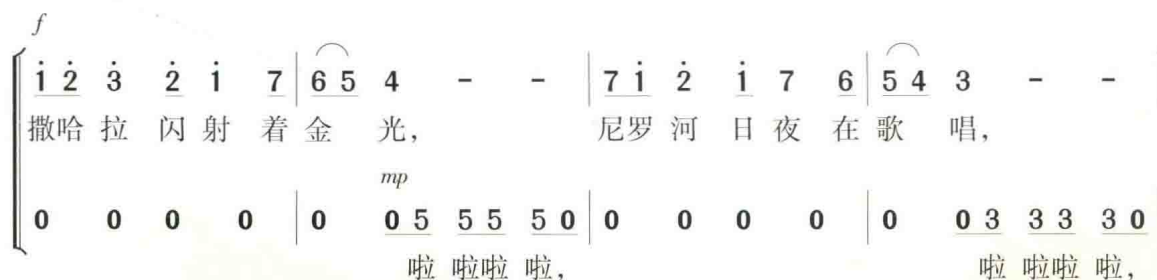 f
1̇ 2̇ 3̇ 2̇ 1̇ 7 | 6 5 4 - - | 7 1̇ 2̇ 1̇ 7 6 | 5 4 3 - -
撒哈 拉 闪 射 着 金 光， 尼罗 河 日 夜 在 歌 唱，
mp
0 0 0 0 | 0 0 5 5 5 5 0 | 0 0 0 0 | 0 0 3 3 3 3 0
啦 啦啦 啦， 啦 啦啦 啦，